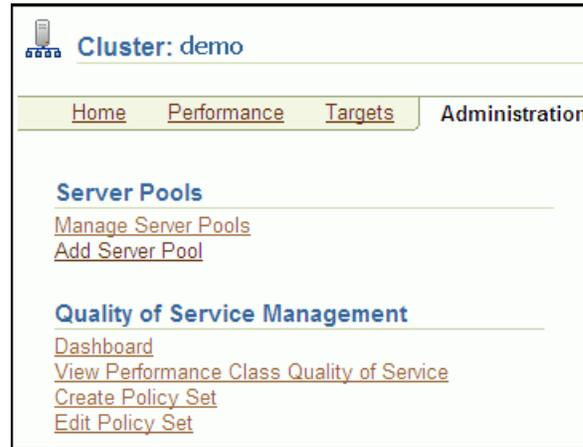 Cluster: demo
Home Performance Targets Administration
Server Pools
Manage Server Pools
Add Server Pool
Quality of Service Management
Dashboard
View Performance Class Quality of Service
Create Policy Set
Edit Policy Set